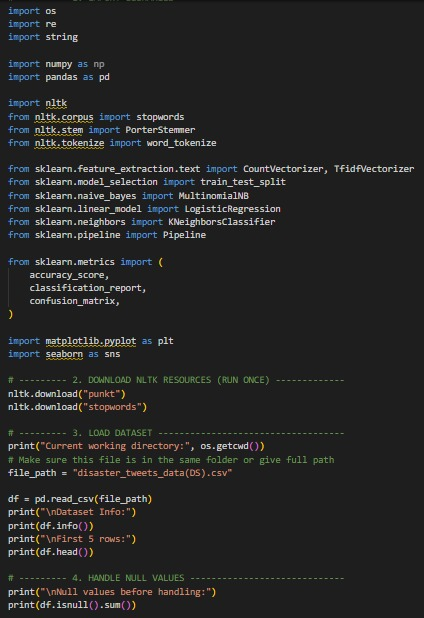 import os
import re
import string
import numpy as np
import pandas as pd
import nltk
from nltk.corpus import stopwords
from nltk.stem import PorterStemmer
from nltk.tokenize import word_tokenize
from sklearn.feature_extraction.text import CountVectorizer, TfidfVectorizer
from sklearn.model_selection import train_test_split
from sklearn.naive_bayes import MultinomialNB
from sklearn.linear_model import LogisticRegression
from sklearn.neighbors import KNeighborsClassifier
from sklearn.pipeline import Pipeline
from sklearn.metrics import (
    accuracy_score,
    classification_report,
    confusion_matrix,
)
import matplotlib.pyplot as plt
import seaborn as sns
# --------- 2. DOWNLOAD NLTK RESOURCES (RUN ONCE) -------------
nltk.download("punkt")
nltk.download("stopwords")
# --------- 3. LOAD DATASET -----------------------------------
print("Current working directory:", os.getcwd())
# Make sure this file is in the same folder or give full path
file_path = "disaster_tweets_data(DS).csv"
df = pd.read_csv(file_path)
print("\nDataset Info:")
print(df.info())
print("\nFirst 5 rows:")
print(df.head())
# --------- 4. HANDLE NULL VALUES -----------------------------
print("\nNull values before handling:")
print(df.isnull().sum())